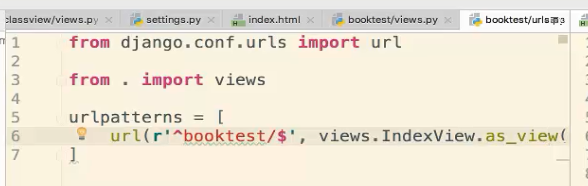 classview/views.py
settings.py
index.html
booktest/views.py
booktest/urls.py
1 from django.conf.urls import url
2
3 from . import views
4
5 urlpatterns = [
6 url(r'^booktest/$', views.IndexView.as_view(
7 ]